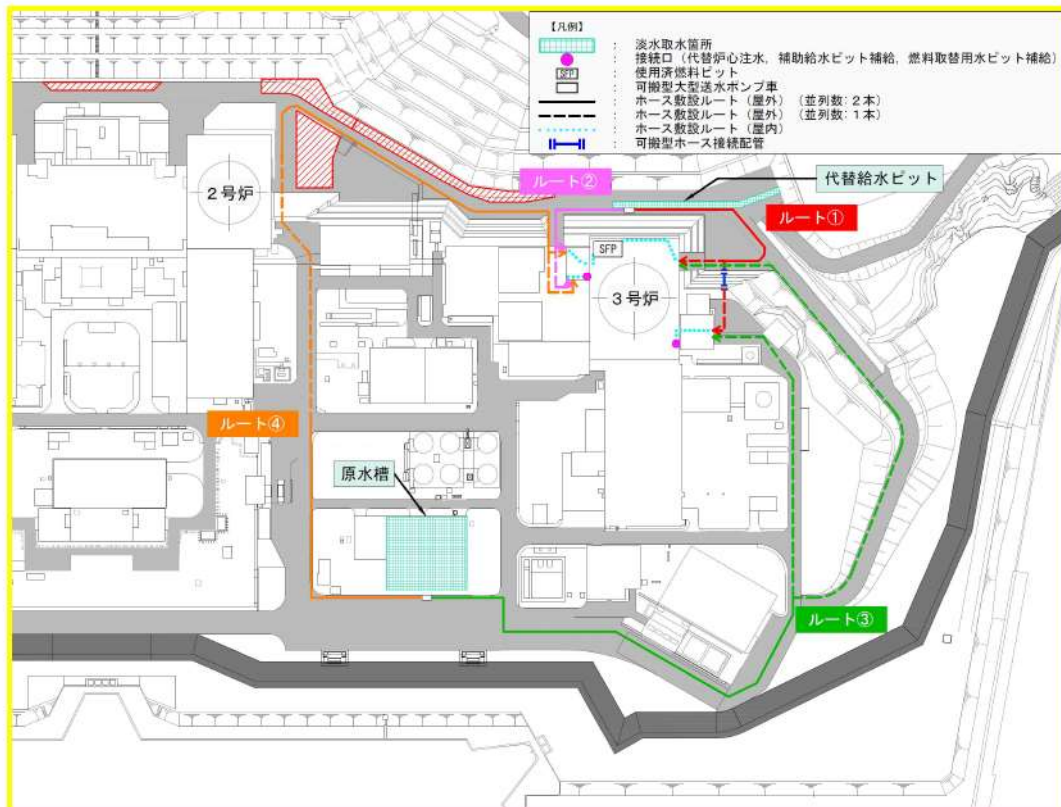 【凡例】
： 淡水取水箇所
： 接続口（代替炉心注水，補助給水ピット補給，燃料取替用水ピット補給）
SFP ： 使用済燃料ピット
： 可搬型大型送水ポンプ車
： ホース敷設ルート（屋外）（並列数：２本）
： ホース敷設ルート（屋外）（並列数：１本）
： ホース敷設ルート（屋内）
： 可搬型ホース接続配管
ルート②
代替給水ピット
２号炉
ルート①
SFP
３号炉
ルート④
原水槽
ルート③